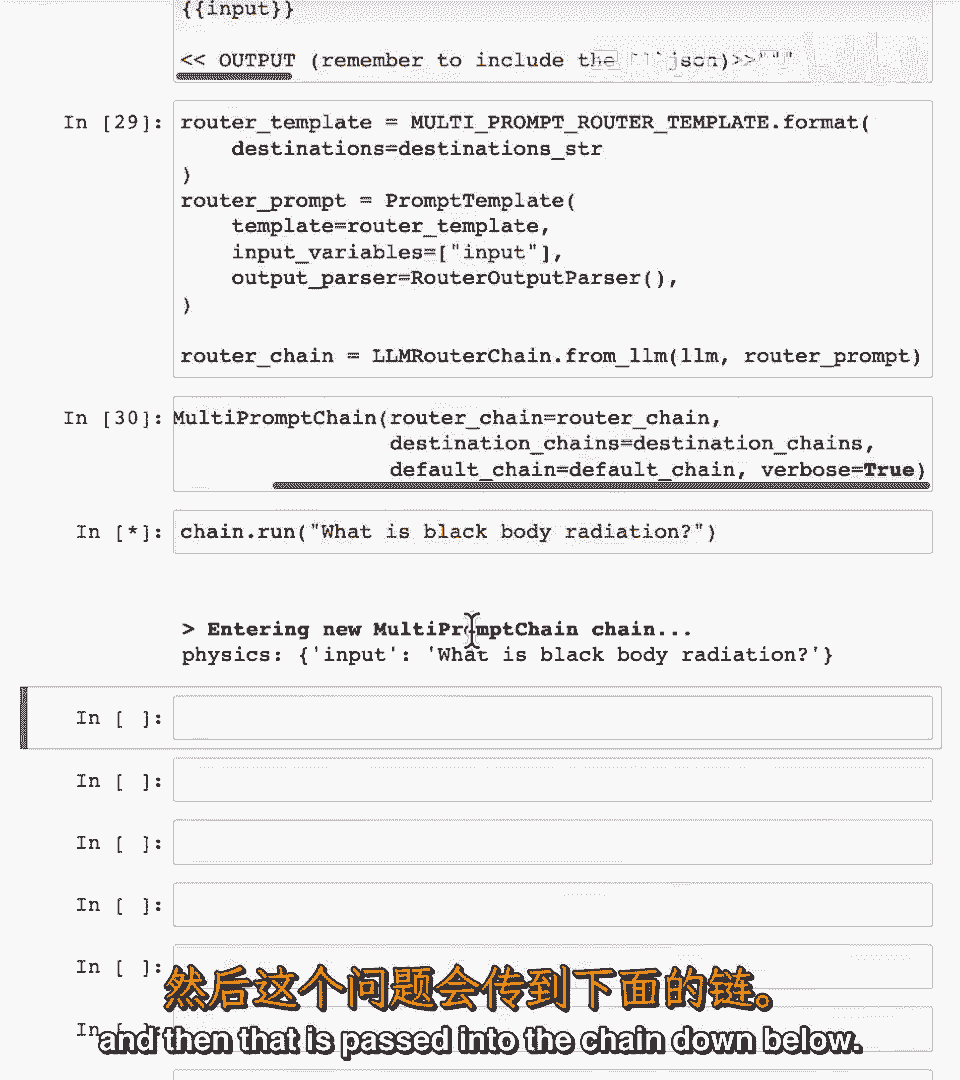 {{input}}
<< OUTPUT (remember to include the ```json)>>"""
In [29]:
router_template = MULTI_PROMPT_ROUTER_TEMPLATE.format(
destinations=destinations_str
)
router_prompt = PromptTemplate(
template=router_template,
input_variables=["input"],
output_parser=RouterOutputParser(),
)
router_chain = LLMRouterChain.from_llm(llm, router_prompt)
In [30]:
MultiPromptChain(router_chain=router_chain,
destination_chains=destination_chains,
default_chain=default_chain, verbose=True)
In [*]:
chain.run("What is black body radiation?")
> Entering new MultiPromptChain chain...
physics: {'input': 'What is black body radiation?'}
In [ ]:
In [ ]:
In [ ]:
In [ ]:
In [ ]:
然后这个问题会传到下面的链。
In [ ]:
and then that is passed into the chain down below.